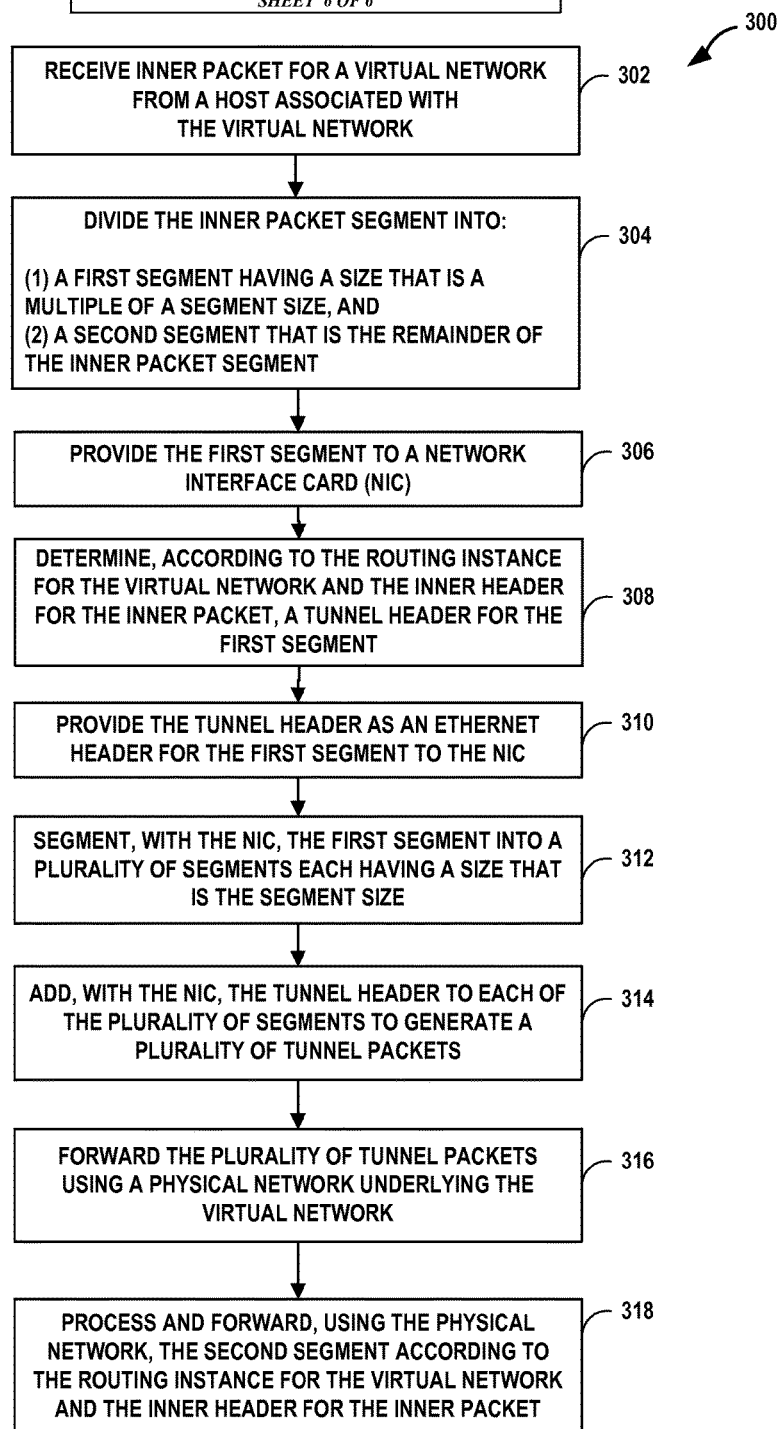 SHEET 6 OF 6
300
RECEIVE INNER PACKET FOR A VIRTUAL NETWORK
FROM A HOST ASSOCIATED WITH
THE VIRTUAL NETWORK
302
DIVIDE THE INNER PACKET SEGMENT INTO:
(1) A FIRST SEGMENT HAVING A SIZE THAT IS A
MULTIPLE OF A SEGMENT SIZE, AND
(2) A SECOND SEGMENT THAT IS THE REMAINDER OF
THE INNER PACKET SEGMENT
304
PROVIDE THE FIRST SEGMENT TO A NETWORK
INTERFACE CARD (NIC)
306
DETERMINE, ACCORDING TO THE ROUTING INSTANCE
FOR THE VIRTUAL NETWORK AND THE INNER HEADER
FOR THE INNER PACKET, A TUNNEL HEADER FOR THE
FIRST SEGMENT
308
PROVIDE THE TUNNEL HEADER AS AN ETHERNET
HEADER FOR THE FIRST SEGMENT TO THE NIC
310
SEGMENT, WITH THE NIC, THE FIRST SEGMENT INTO A
PLURALITY OF SEGMENTS EACH HAVING A SIZE THAT
IS THE SEGMENT SIZE
312
ADD, WITH THE NIC, THE TUNNEL HEADER TO EACH OF
THE PLURALITY OF SEGMENTS TO GENERATE A
PLURALITY OF TUNNEL PACKETS
314
FORWARD THE PLURALITY OF TUNNEL PACKETS
USING A PHYSICAL NETWORK UNDERLYING THE
VIRTUAL NETWORK
316
PROCESS AND FORWARD, USING THE PHYSICAL
NETWORK, THE SECOND SEGMENT ACCORDING TO
THE ROUTING INSTANCE FOR THE VIRTUAL NETWORK
AND THE INNER HEADER FOR THE INNER PACKET
318